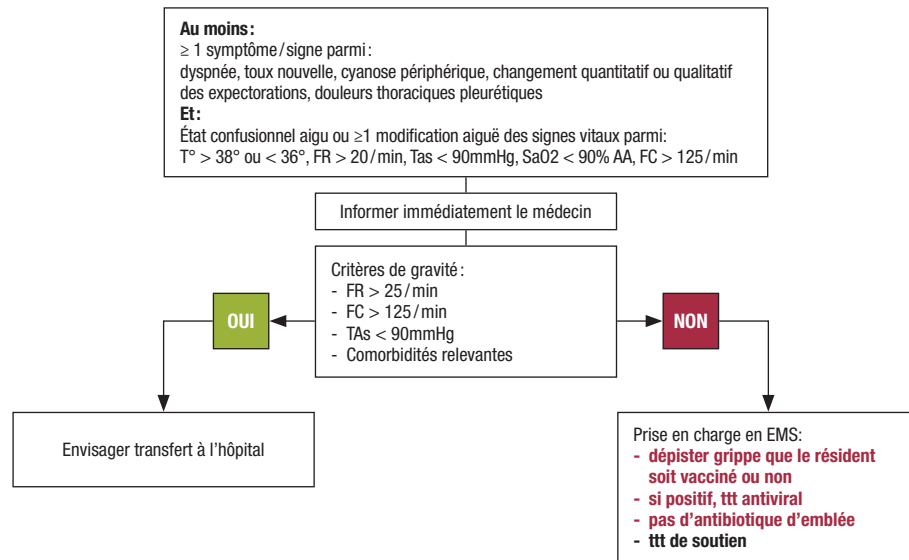 Au moins :
≥ 1 symptôme/signe parmi :
dyspnée, toux nouvelle, cyanose périphérique, changement quantitatif ou qualitatif
des expectorations, douleurs thoraciques pleurétiques
Et :
État confusionnel aigu ou ≥1 modification aiguë des signes vitaux parmi:
T° > 38° ou < 36°, FR > 20/min, Tas < 90mmHg, SaO2 < 90% AA, FC > 125/min
Informer immédiatement le médecin
Critères de gravité :
- FR > 25/min
- FC > 125/min
- TAs < 90mmHg
- Comorbidités relevantes
OUI
NON
Envisager transfert à l'hôpital
Prise en charge en EMS:
- dépister grippe que le résident
soit vacciné ou non
- si positif, ttt antiviral
- pas d'antibiotique d'emblée
- ttt de soutien